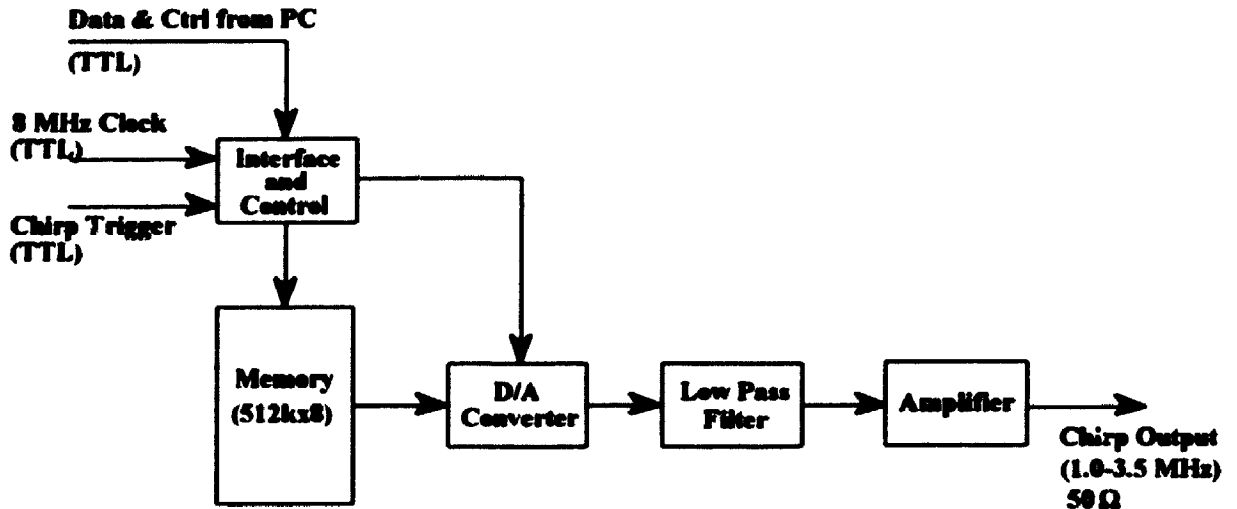 Data & Ctrl from PC
(TTL)
8 MHz Clock
(TTL)
Interface
and
Control
Chirp Trigger
(TTL)
Memory
(512kx8)
D/A
Converter
Low Pass
Filter
Amplifier
Chirp Output
(1.0-3.5 MHz)
50 Ω